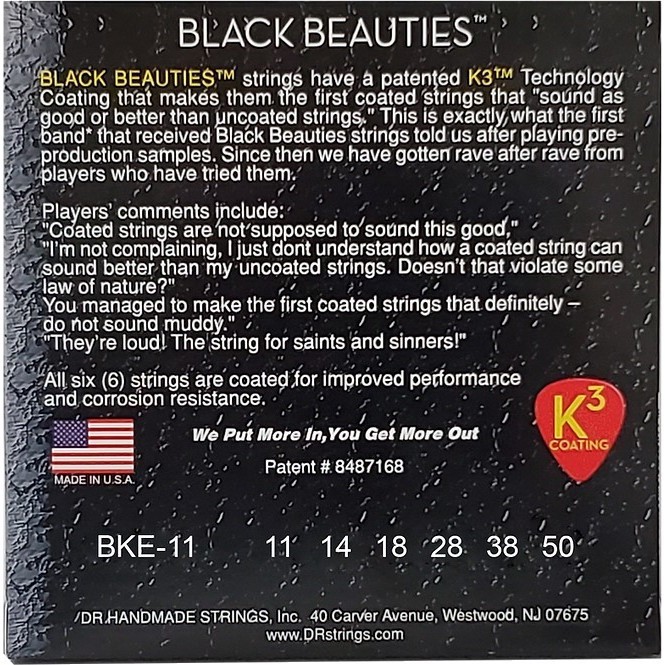 BLACK BEAUTIES™
BLACK BEAUTIES™ strings have a patented K3™ Technology
Coating that makes them the first coated strings that "sound as
good or better than uncoated strings." This is exactly what the first
band* that received Black Beauties strings told us after playing pre-
production samples. Since then we have gotten rave after rave from
players who have tried them.
Players' comments include:
"Coated strings are not supposed to sound this good,"
"I'm not complaining, I just dont understand how a coated string can
sound better than my uncoated strings. Doesn't that violate some
law of nature?"
You managed to make the first coated strings that definitely –
do not sound muddy."
"They're loud! The string for saints and sinners!"
All six (6) strings are coated for improved performance
and corrosion resistance.
K3
COATING
We Put More In,You Get More Out
MADE IN U.S.A.
Patent # 8487168
BKE-11 11 14 18 28 38 50
DR HANDMADE STRINGS, Inc. 40 Carver Avenue, Westwood, NJ 07675
www.DRstrings.com